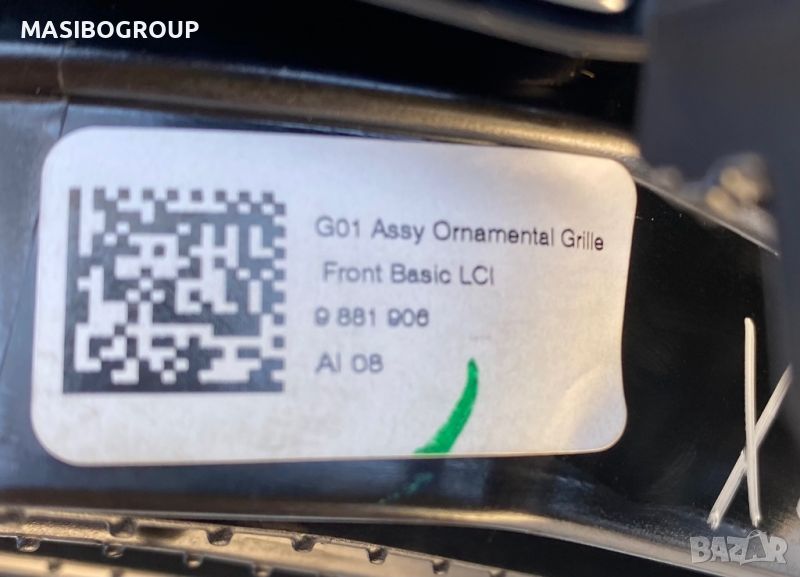 MASIBOGROUP
G01 Assy Ornamental Grille
Front Basic LCI
9 881 906
AI 08
BAZAR